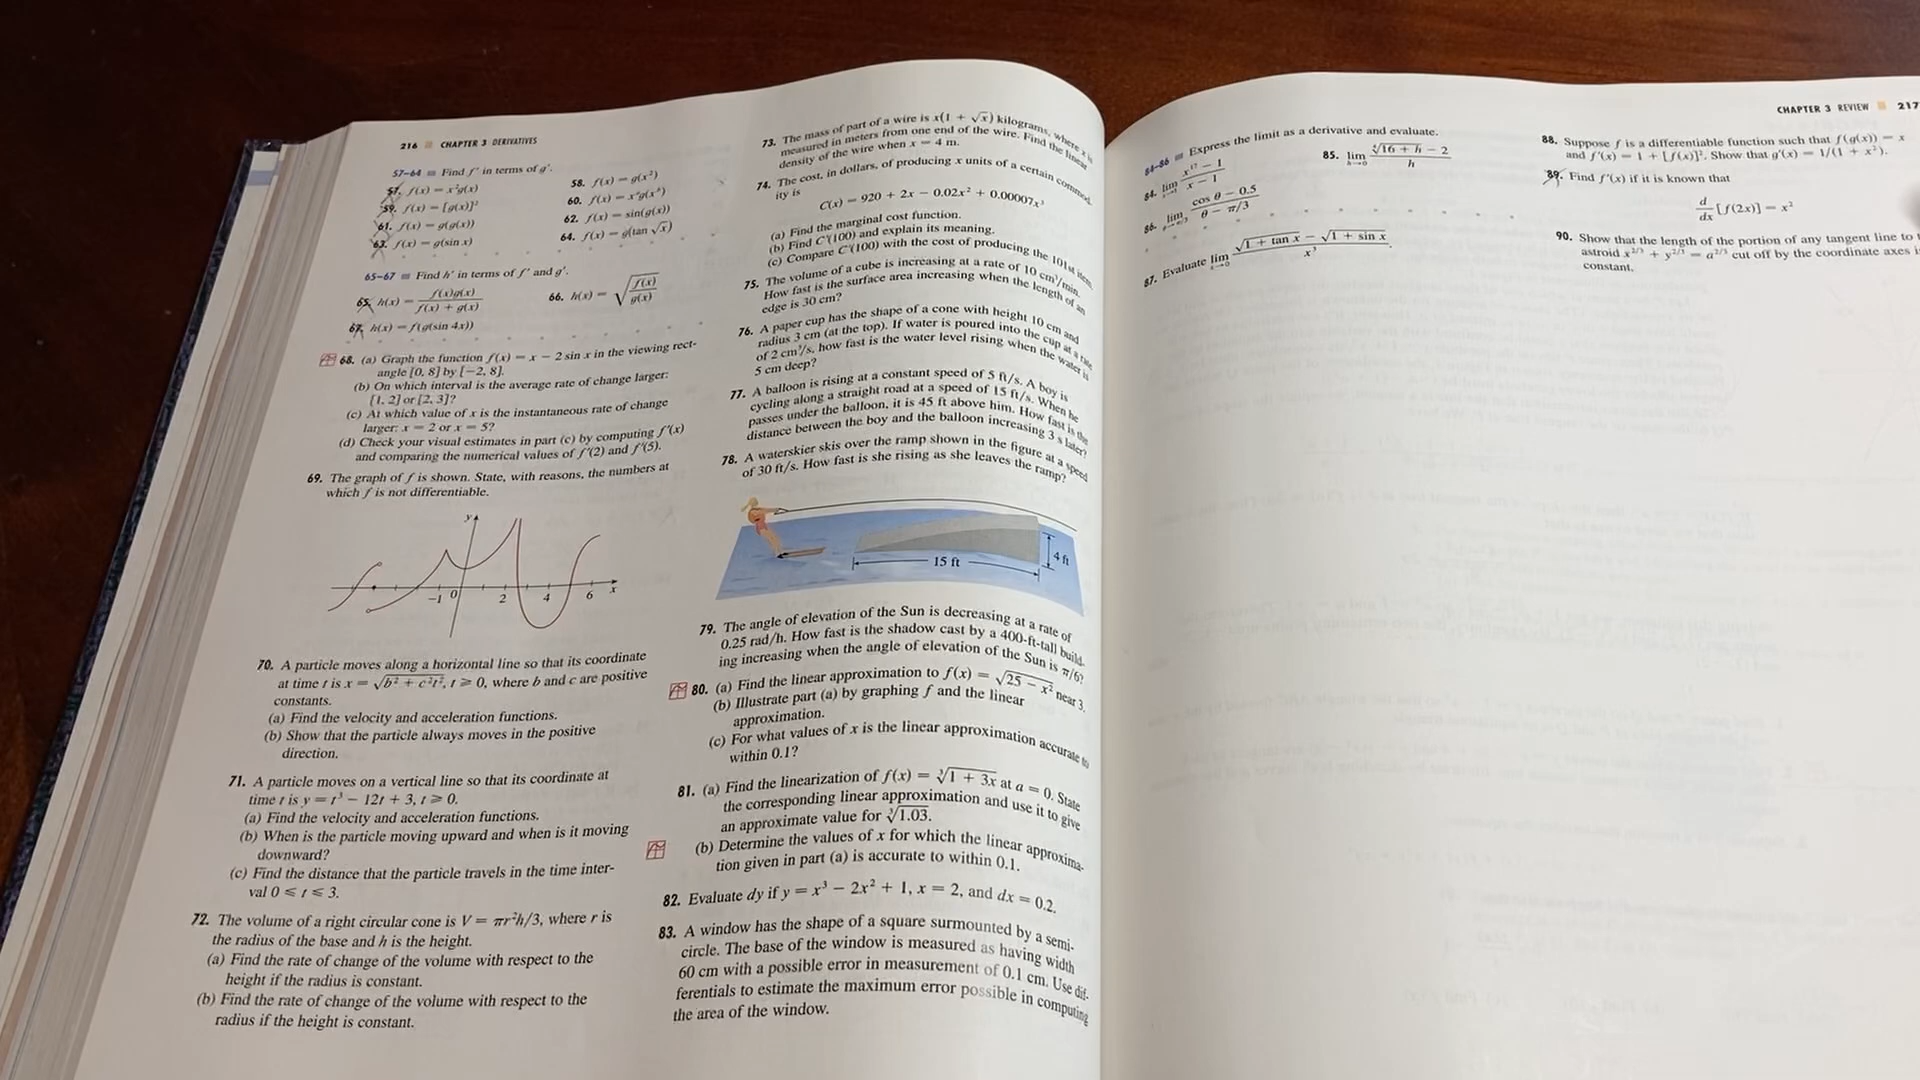 216 CHAPTER 3 DERIVATIVES
57–64 Find f′ in terms of g′.
57. f(x) = x²g(x)
58. f(x) = g(x²)
59. f(x) = [g(x)]²
60. f(x) = xᵃg(xᵇ)
61. f(x) = g(g(x))
62. f(x) = sin(g(x))
63. f(x) = g(sin x)
64. f(x) = g(tan √x)
65–67 Find h′ in terms of f′ and g′.
65. h(x) = f(x)g(x) / f(x) + g(x)
66. h(x) = √f(x)/g(x)
67. h(x) = f(g(sin 4x))
68. (a) Graph the function f(x) = x − 2 sin x in the viewing rect-
angle [0, 8] by [−2, 8].
(b) On which interval is the average rate of change larger:
[1, 2] or [2, 3]?
(c) At which value of x is the instantaneous rate of change
larger: x = 2 or x = 5?
(d) Check your visual estimates in part (c) by computing f′(x)
and comparing the numerical values of f′(2) and f′(5).
69. The graph of f is shown. State, with reasons, the numbers at
which f is not differentiable.
y
−1 0 2 4 6 x
70. A particle moves along a horizontal line so that its coordinate
at time t is x = √b² + c²t², t ⩾ 0, where b and c are positive
constants.
(a) Find the velocity and acceleration functions.
(b) Show that the particle always moves in the positive
direction.
71. A particle moves on a vertical line so that its coordinate at
time t is y = t³ − 12t + 3, t ⩾ 0.
(a) Find the velocity and acceleration functions.
(b) When is the particle moving upward and when is it moving
downward?
(c) Find the distance that the particle travels in the time inter-
val 0 ⩽ t ⩽ 3.
72. The volume of a right circular cone is V = πr²h/3, where r is
the radius of the base and h is the height.
(a) Find the rate of change of the volume with respect to the
height if the radius is constant.
(b) Find the rate of change of the volume with respect to the
radius if the height is constant.
73. The mass of part of a wire is x(1 + √x) kilograms, where x is
measured in meters from one end of the wire. Find the linear
density of the wire when x = 4 m.
74. The cost, in dollars, of producing x units of a certain commod-
ity is
C(x) = 920 + 2x − 0.02x² + 0.00007x³
(a) Find the marginal cost function.
(b) Find C′(100) and explain its meaning.
(c) Compare C′(100) with the cost of producing the 101st item.
75. The volume of a cube is increasing at a rate of 10 cm³/min.
How fast is the surface area increasing when the length of an
edge is 30 cm?
76. A paper cup has the shape of a cone with height 10 cm and
radius 3 cm (at the top). If water is poured into the cup at a rate
of 2 cm³/s, how fast is the water level rising when the water is
5 cm deep?
77. A balloon is rising at a constant speed of 5 ft/s. A boy is
cycling along a straight road at a speed of 15 ft/s. When he
passes under the balloon, it is 45 ft above him. How fast is the
distance between the boy and the balloon increasing 3 s later?
78. A waterskier skis over the ramp shown in the figure at a speed
of 30 ft/s. How fast is she rising as she leaves the ramp?
4 ft
15 ft
79. The angle of elevation of the Sun is decreasing at a rate of
0.25 rad/h. How fast is the shadow cast by a 400-ft-tall build-
ing increasing when the angle of elevation of the Sun is π/6?
80. (a) Find the linear approximation to f(x) = √25 − x² near 3.
(b) Illustrate part (a) by graphing f and the linear
approximation.
(c) For what values of x is the linear approximation accurate to
within 0.1?
81. (a) Find the linearization of f(x) = ∛1 + 3x at a = 0. State
the corresponding linear approximation and use it to give
an approximate value for ∛1.03.
(b) Determine the values of x for which the linear approxima-
tion given in part (a) is accurate to within 0.1.
82. Evaluate dy if y = x³ − 2x² + 1, x = 2, and dx = 0.2.
83. A window has the shape of a square surmounted by a semi-
circle. The base of the window is measured as having width
60 cm with a possible error in measurement of 0.1 cm. Use dif-
ferentials to estimate the maximum error possible in computing
the area of the window.
CHAPTER 3 REVIEW 217
84–86 Express the limit as a derivative and evaluate.
84. lim x→1 x¹⁷ − 1 / x − 1
85. lim h→0 ∜16 + h − 2 / h
86. lim θ→π/3 cos θ − 0.5 / θ − π/3
87. Evaluate lim x→0 √1 + tan x − √1 + sin x / x³.
88. Suppose f is a differentiable function such that f(g(x)) = x
and f′(x) = 1 + [f(x)]². Show that g′(x) = 1/(1 + x²).
89. Find f′(x) if it is known that
d/dx [f(2x)] = x²
90. Show that the length of the portion of any tangent line to
astroid x²ᐟ³ + y²ᐟ³ = a²ᐟ³ cut off by the coordinate axes
constant.